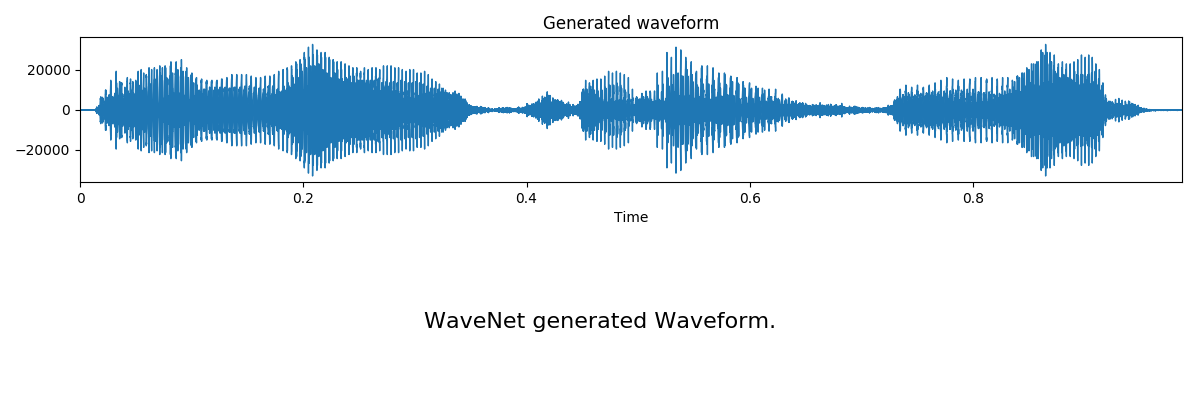 Generated waveform
20000
0
−20000
0 0.2 0.4 0.6 0.8
Time
WaveNet generated Waveform.